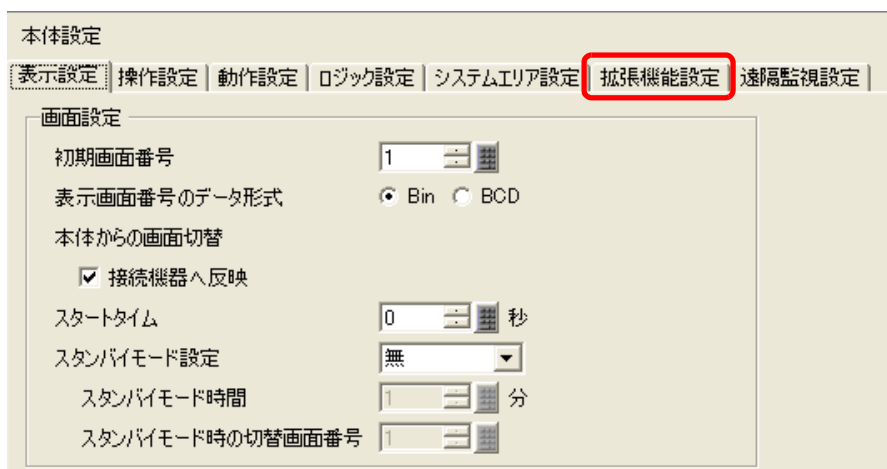 本体設定
表示設定 操作設定 動作設定 ロジック設定 システムエリア設定 拡張機能設定 遠隔監視設定
画面設定
初期画面番号 1
表示画面番号のデータ形式 Bin BCD
本体からの画面切替
接続機器へ反映
スタートタイム 0 秒
スタンバイモード設定 無
スタンバイモード時間 1 分
スタンバイモード時の切替画面番号 1